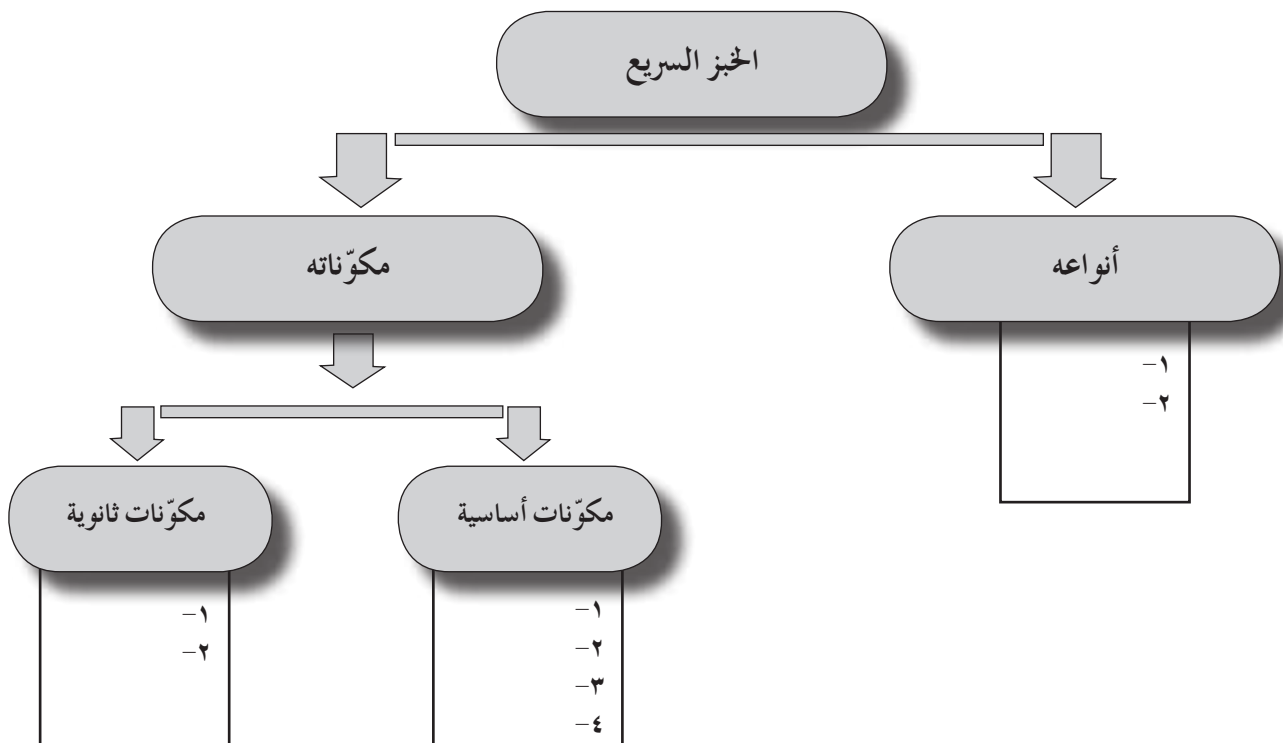 الخبز السريع
أنواعه
١-
٢-
مكوّناته
مكوّنات أساسية
١-
٢-
٣-
٤-
مكوّنات ثانوية
١-
٢-